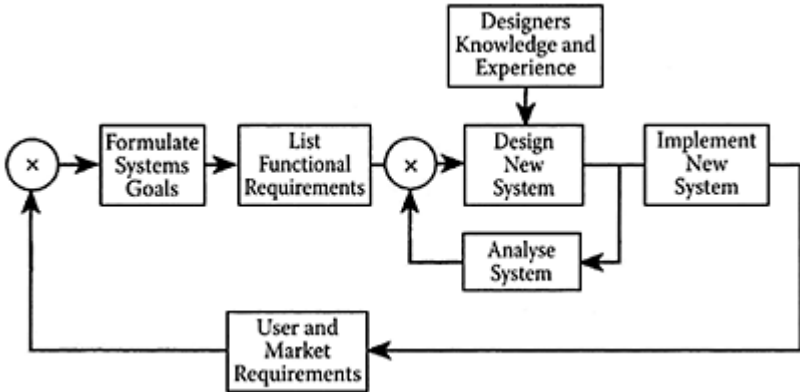 Designers
Knowledge and
Experience
×
Formulate
Systems
Goals
List
Functional
Requirements
×
Design
New
System
Implement
New
System
Analyse
System
User and
Market
Requirements